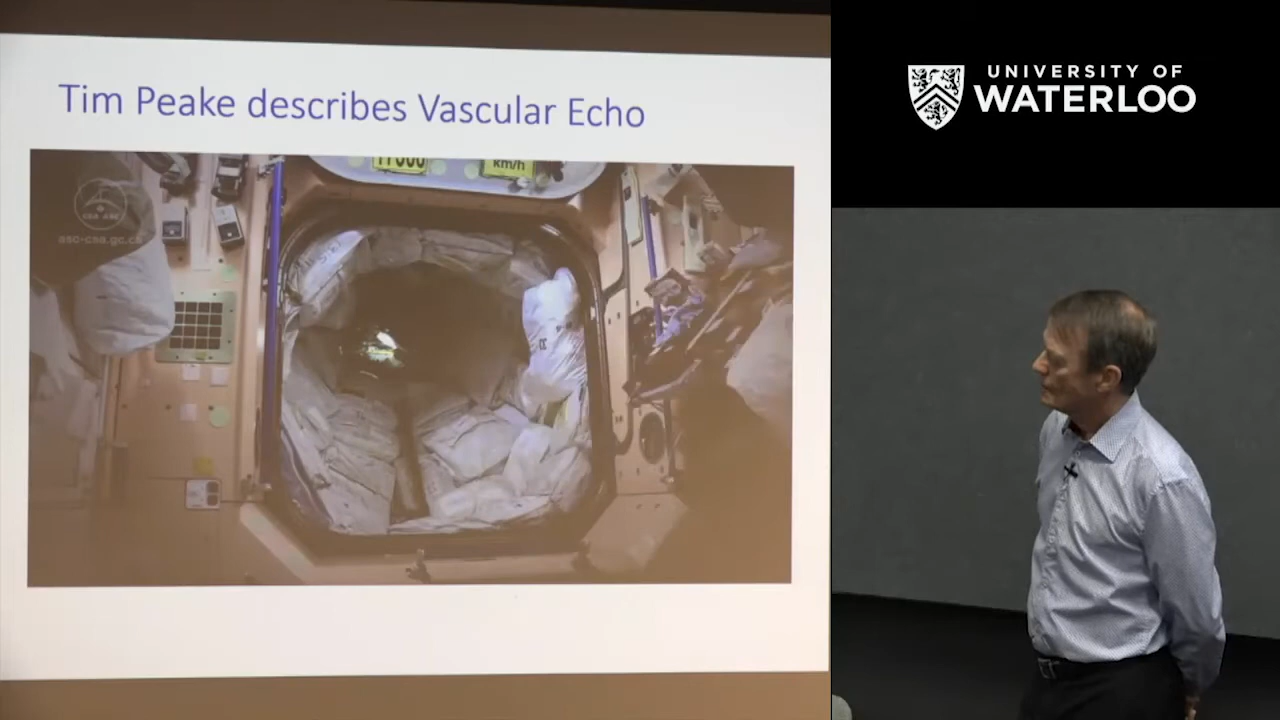 Tim Peake describes Vascular Echo
UNIVERSITY OF
WATERLOO
km/h
asc-csa.gc.ca
R